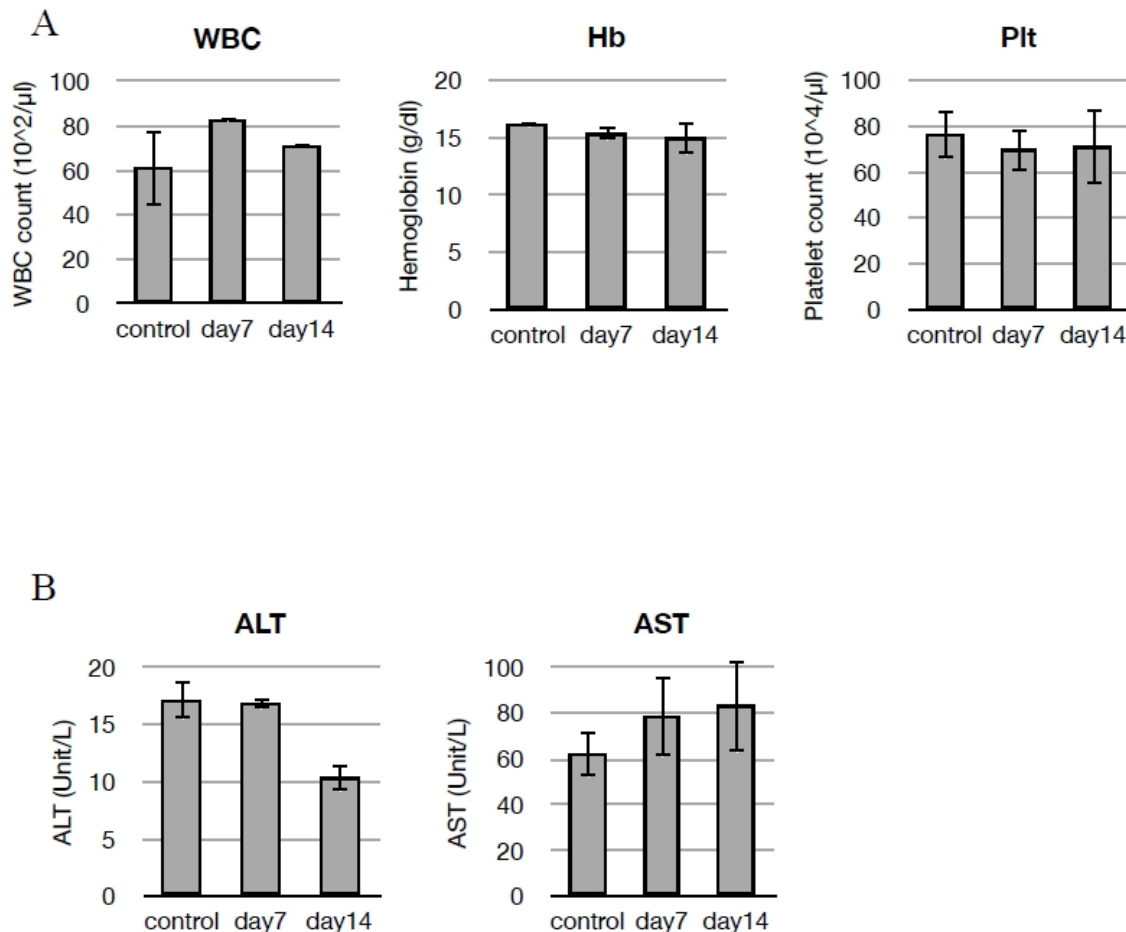 A
WBC
WBC count (10^2/µl)
100
80
60
40
20
0
control day7 day14
Hb
Hemoglobin (g/dl)
20
15
10
5
0
control day7 day14
Plt
Platelet count (10^4/µl)
100
80
60
40
20
0
control day7 day14
B
ALT
ALT (Unit/L)
20
15
10
5
0
control day7 day14
AST
AST (Unit/L)
100
80
60
40
20
0
control day7 day14